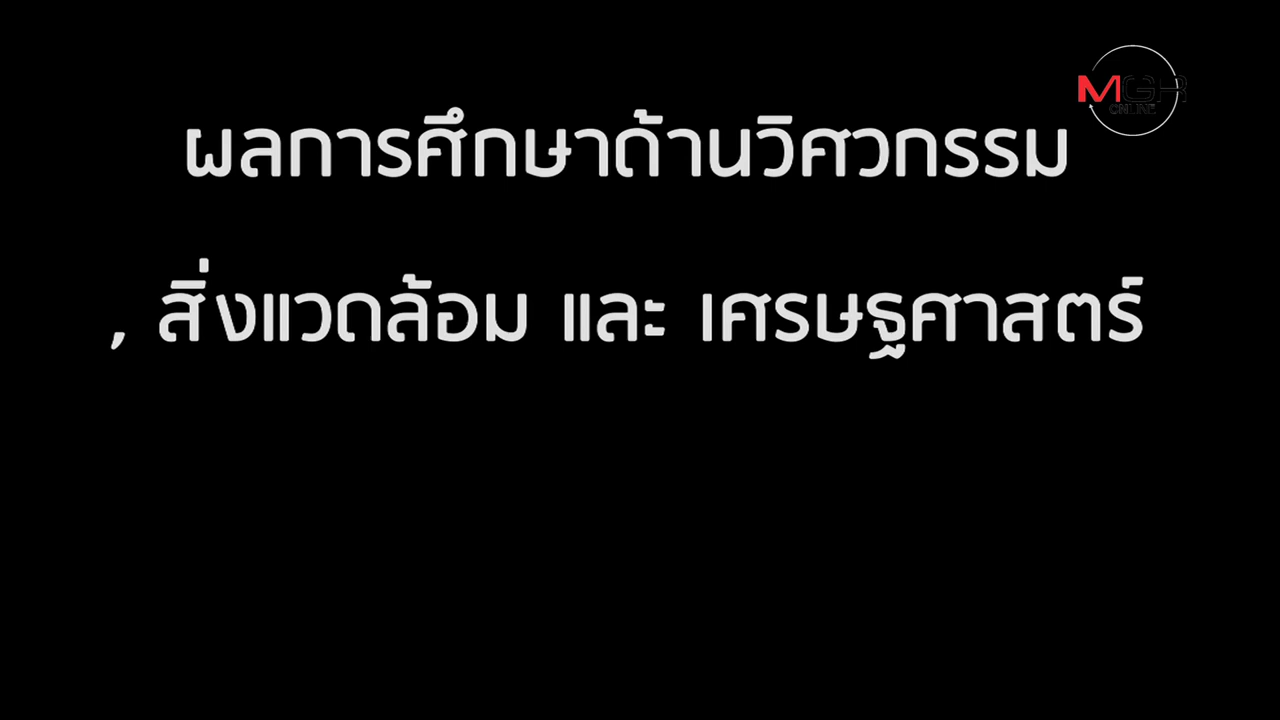 MGR
ONLINE
ผลการศึกษาด้านวิศวกรรม
, สิ่งแวดล้อม และ เศรษฐศาสตร์